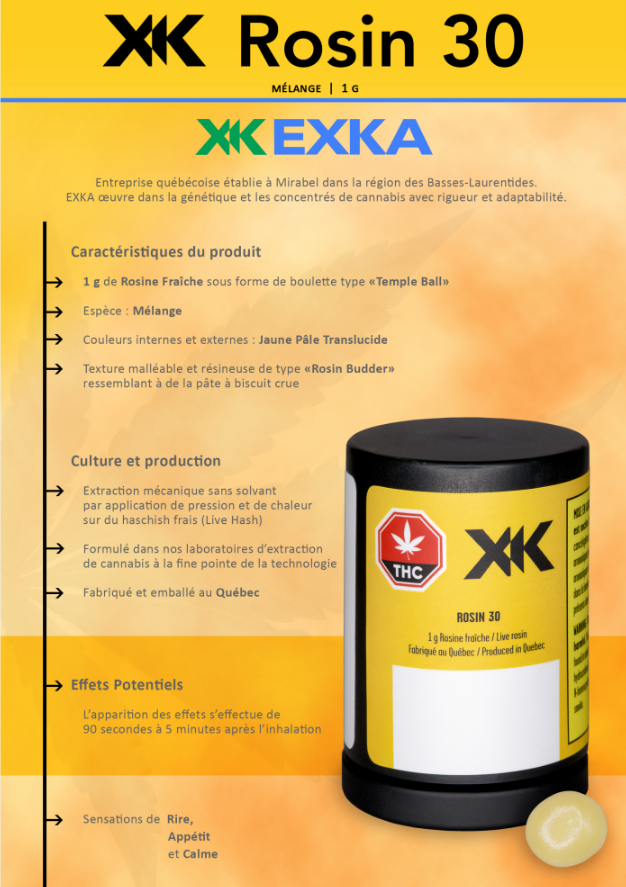 XK Rosin 30
MÉLANGE | 1 G
XK EXKA
Entreprise québécoise établie à Mirabel dans la région des Basses-Laurentides.
EXKA œuvre dans la génétique et les concentrés de cannabis avec rigueur et adaptabilité.
Caractéristiques du produit
1 g de Rosine Fraîche sous forme de boulette type «Temple Ball»
Espèce : Mélange
Couleurs internes et externes : Jaune Pâle Translucide
Texture malléable et résineuse de type «Rosin Budder»
ressemblant à de la pâte à biscuit crue
Culture et production
Extraction mécanique sans solvant
par application de pression et de chaleur
sur du haschish frais (Live Hash)
Formulé dans nos laboratoires d'extraction
de cannabis à la fine pointe de la technologie
Fabriqué et emballé au Québec
THC
XK
ROSIN 30
1 g Rosine fraîche / Live rosin
Fabriqué au Québec / Produced in Quebec
Effets Potentiels
L'apparition des effets s'effectue de
90 secondes à 5 minutes après l'inhalation
Sensations de Rire,
Appétit
et Calme